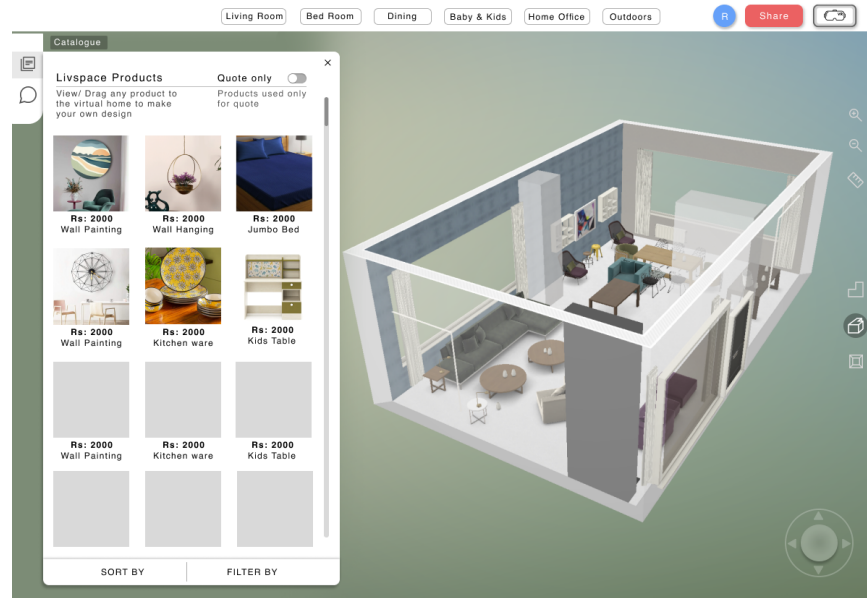 Living Room
Bed Room
Dining
Baby & Kids
Home Office
Outdoors
R
Share
Catalogue
Livspace Products
Quote only
View/ Drag any product to
the virtual home to make
your own design
Products used only
for quote
Rs: 2000
Wall Painting
Rs: 2000
Wall Hanging
Rs: 2000
Jumbo Bed
Rs: 2000
Wall Painting
Rs: 2000
Kitchen ware
Rs: 2000
Kids Table
Rs: 2000
Wall Painting
Rs: 2000
Kitchen ware
Rs: 2000
Kids Table
SORT BY
FILTER BY